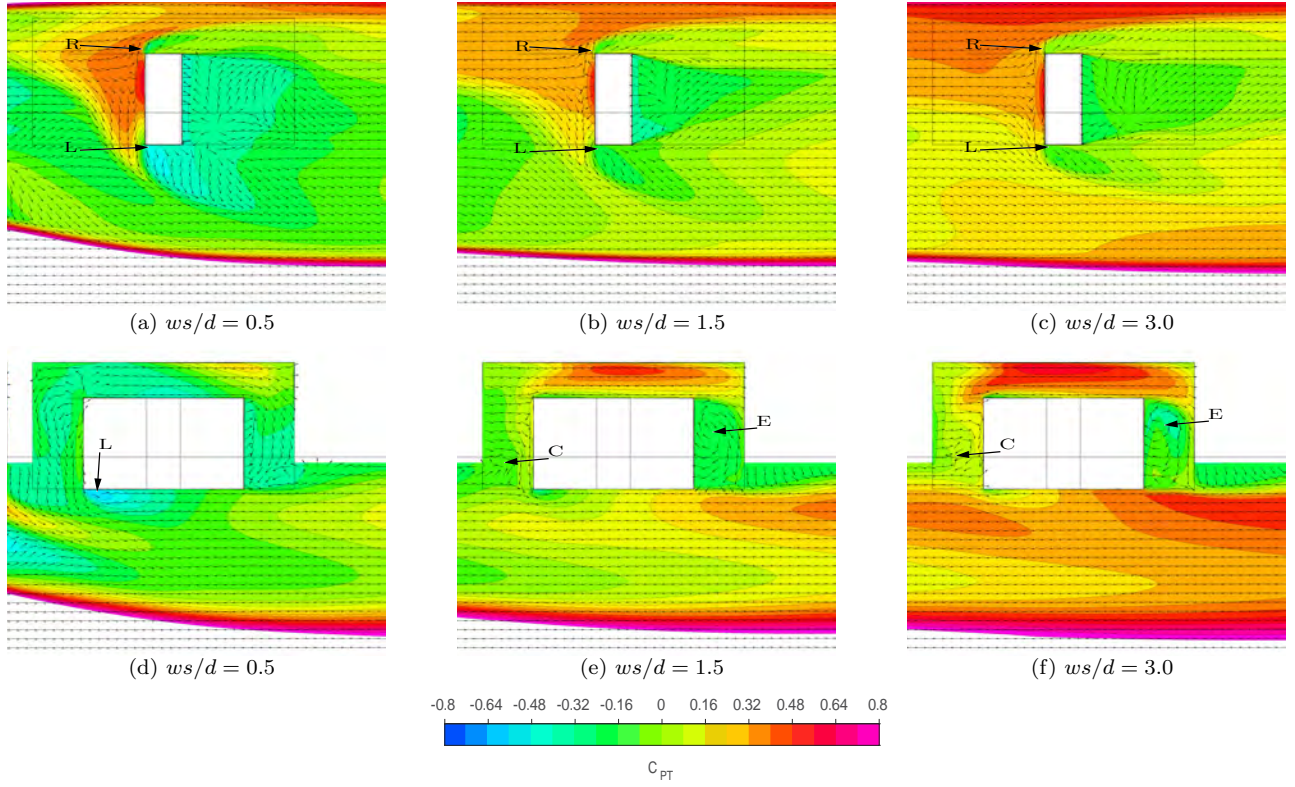 R
R
R
L
L
L
(a) ws/d = 0.5
(b) ws/d = 1.5
(c) ws/d = 3.0
L
C
E
C
E
(d) ws/d = 0.5
(e) ws/d = 1.5
(f) ws/d = 3.0
-0.8 -0.64 -0.48 -0.32 -0.16 0 0.16 0.32 0.48 0.64 0.8
C_PT